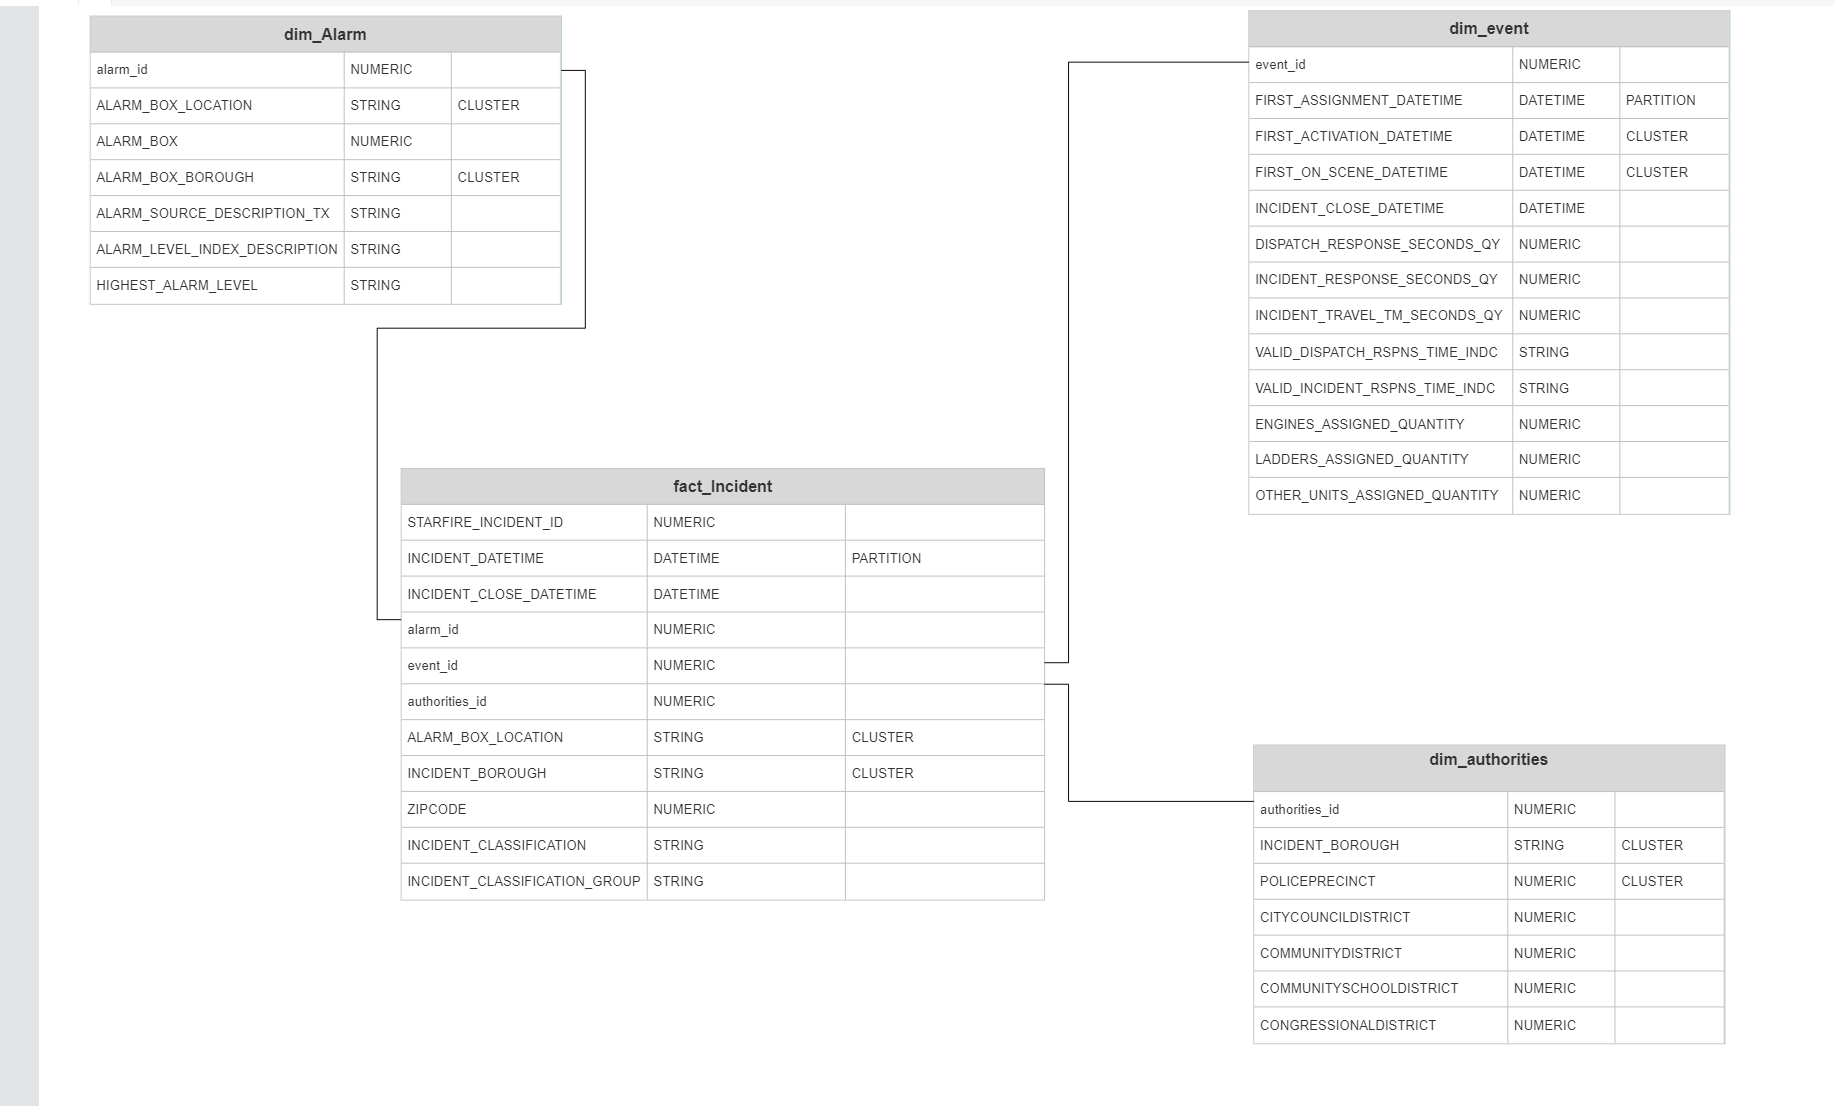 dim_Alarm
alarm_id NUMERIC
ALARM_BOX_LOCATION STRING CLUSTER
ALARM_BOX NUMERIC
ALARM_BOX_BOROUGH STRING CLUSTER
ALARM_SOURCE_DESCRIPTION_TX STRING
ALARM_LEVEL_INDEX_DESCRIPTION STRING
HIGHEST_ALARM_LEVEL STRING
dim_event
event_id NUMERIC
FIRST_ASSIGNMENT_DATETIME DATETIME PARTITION
FIRST_ACTIVATION_DATETIME DATETIME CLUSTER
FIRST_ON_SCENE_DATETIME DATETIME CLUSTER
INCIDENT_CLOSE_DATETIME DATETIME
DISPATCH_RESPONSE_SECONDS_QY NUMERIC
INCIDENT_RESPONSE_SECONDS_QY NUMERIC
INCIDENT_TRAVEL_TM_SECONDS_QY NUMERIC
VALID_DISPATCH_RSPNS_TIME_INDC STRING
VALID_INCIDENT_RSPNS_TIME_INDC STRING
ENGINES_ASSIGNED_QUANTITY NUMERIC
LADDERS_ASSIGNED_QUANTITY NUMERIC
OTHER_UNITS_ASSIGNED_QUANTITY NUMERIC
fact_Incident
STARFIRE_INCIDENT_ID NUMERIC
INCIDENT_DATETIME DATETIME PARTITION
INCIDENT_CLOSE_DATETIME DATETIME
alarm_id NUMERIC
event_id NUMERIC
authorities_id NUMERIC
ALARM_BOX_LOCATION STRING CLUSTER
INCIDENT_BOROUGH STRING CLUSTER
ZIPCODE NUMERIC
INCIDENT_CLASSIFICATION STRING
INCIDENT_CLASSIFICATION_GROUP STRING
dim_authorities
authorities_id NUMERIC
INCIDENT_BOROUGH STRING CLUSTER
POLICEPRECINCT NUMERIC CLUSTER
CITYCOUNCILDISTRICT NUMERIC
COMMUNITYDISTRICT NUMERIC
COMMUNITYSCHOOLDISTRICT NUMERIC
CONGRESSIONALDISTRICT NUMERIC